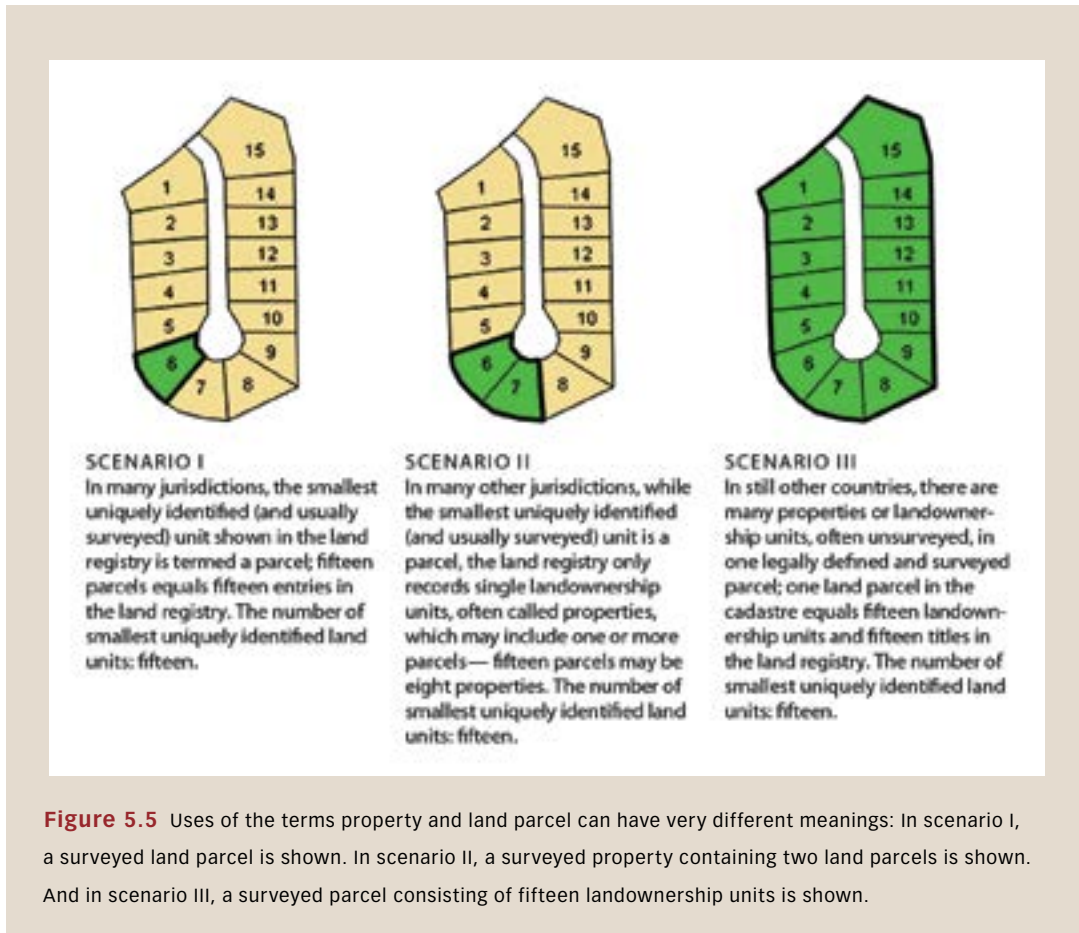 15
1
14
2
13
3
12
4
11
5
10
6
9
7
8
15
1
14
2
13
3
12
4
11
5
10
6
9
7
8
15
1
14
2
13
3
12
4
11
5
10
6
9
7
8
SCENARIO I
In many jurisdictions, the smallest
uniquely identified (and usually
surveyed) unit shown in the land
registry is termed a parcel; fifteen
parcels equals fifteen entries in
the land registry. The number of
smallest uniquely identified land
units: fifteen.
SCENARIO II
In many other jurisdictions, while
the smallest uniquely identified
(and usually surveyed) unit is a
parcel, the land registry only
records single landownership
units, often called properties,
which may include one or more
parcels— fifteen parcels may be
eight properties. The number of
smallest uniquely identified land
units: fifteen.
SCENARIO III
In still other countries, there are
many properties or landowner-
ship units, often unsurveyed, in
one legally defined and surveyed
parcel; one land parcel in the
cadastre equals fifteen landown-
ership units and fifteen titles in
the land registry. The number of
smallest uniquely identified land
units: fifteen.
Figure 5.5 Uses of the terms property and land parcel can have very different meanings: In scenario I,
a surveyed land parcel is shown. In scenario II, a surveyed property containing two land parcels is shown.
And in scenario III, a surveyed parcel consisting of fifteen landownership units is shown.